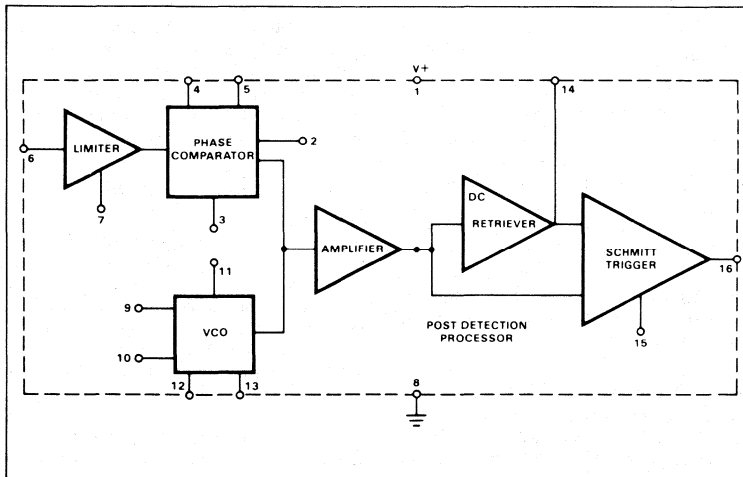 V+
4
5
1
14
LIMITER
PHASE
COMPARATOR
2
6
7
3
DC
RETRIEVER
AMPLIFIER
SCHMITT
TRIGGER
16
11
9
VCO
10
15
POST DETECTION
PROCESSOR
12
13
8